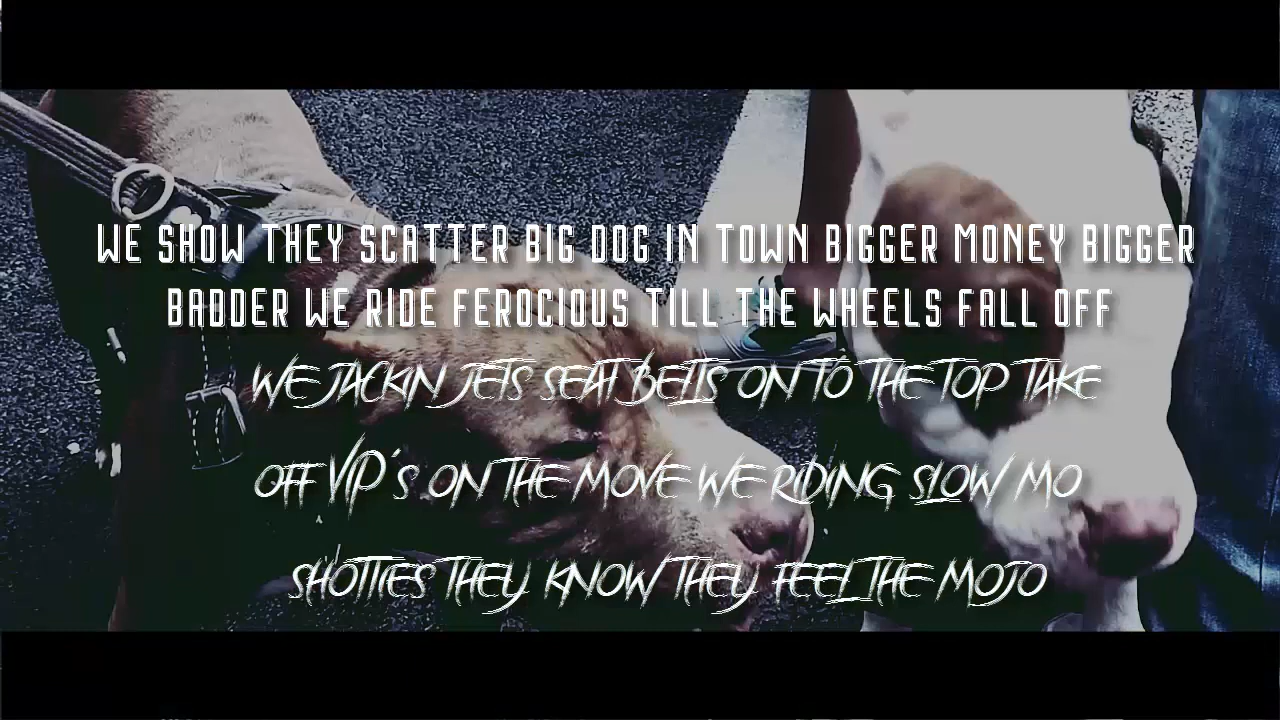 WE SHOW THEY SCATTER BIG DOG IN TOWN BIGGER MONEY BIGGER
BADDER WE RIDE FEROCIOUS TILL THE WHEELS FALL OFF
WE JACKIN JETS SEAT BELTS ON TO THE TOP TAKE
OFF VIP´S ON THE MOVE WE RIDING SLOW MO
SHOTTIES THEY KNOW THEY FEEL THE MOJO